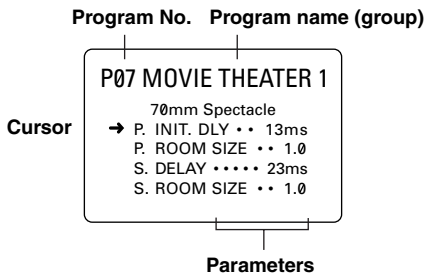 Program No. Program name (group)
P07 MOVIE THEATER 1
70mm Spectacle
Cursor ➔ P. INIT. DLY •• 13ms
P. ROOM SIZE •• 1.0
S. DELAY ••••• 23ms
S. ROOM SIZE •• 1.0
Parameters